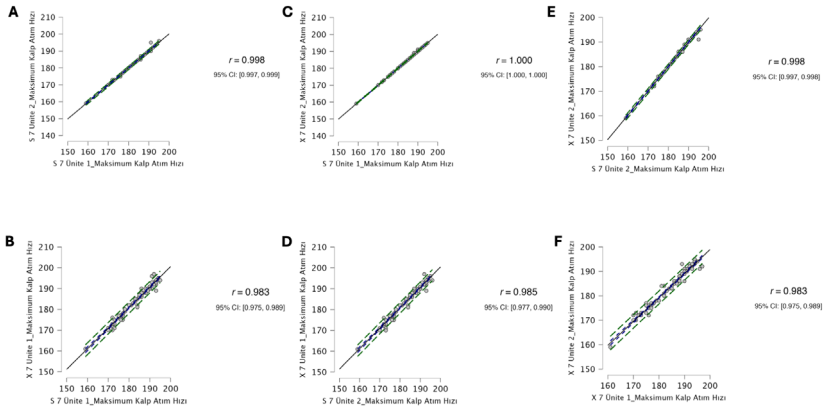 A
210
200
190
180
170
160
150
140
S 7 Ünite 2_Maksimum Kalp Atım Hızı
150 160 170 180 190 200
S 7 Ünite 1_Maksimum Kalp Atım Hızı
r = 0.998
95% CI: [0.997, 0.999]
C
210
200
190
180
170
160
150
140
X 7 Ünite 2_Maksimum Kalp Atım Hızı
150 160 170 180 190 200
S 7 Ünite 1_Maksimum Kalp Atım Hızı
r = 1.000
95% CI: [1.000, 1.000]
E
200
190
180
170
160
150
X 7 Ünite 2_Maksimum Kalp Atım Hızı
150 160 170 180 190 200
S 7 Ünite 2_Maksimum Kalp Atım Hızı
r = 0.998
95% CI: [0.997, 0.998]
B
210
200
190
180
170
160
150
X 7 Ünite 1_Maksimum Kalp Atım Hızı
150 160 170 180 190 200
S 7 Ünite 1_Maksimum Kalp Atım Hızı
r = 0.983
95% CI: [0.975, 0.989]
D
210
200
190
180
170
160
150
X 7 Ünite 1_Maksimum Kalp Atım Hızı
150 160 170 180 190 200
S 7 Ünite 2_Maksimum Kalp Atım Hızı
r = 0.985
95% CI: [0.977, 0.990]
F
200
190
180
170
160
150
X 7 Ünite 2_Maksimum Kalp Atım Hızı
160 170 180 190 200
X 7 Ünite 1_Maksimum Kalp Atım Hızı
r = 0.983
95% CI: [0.975, 0.989]